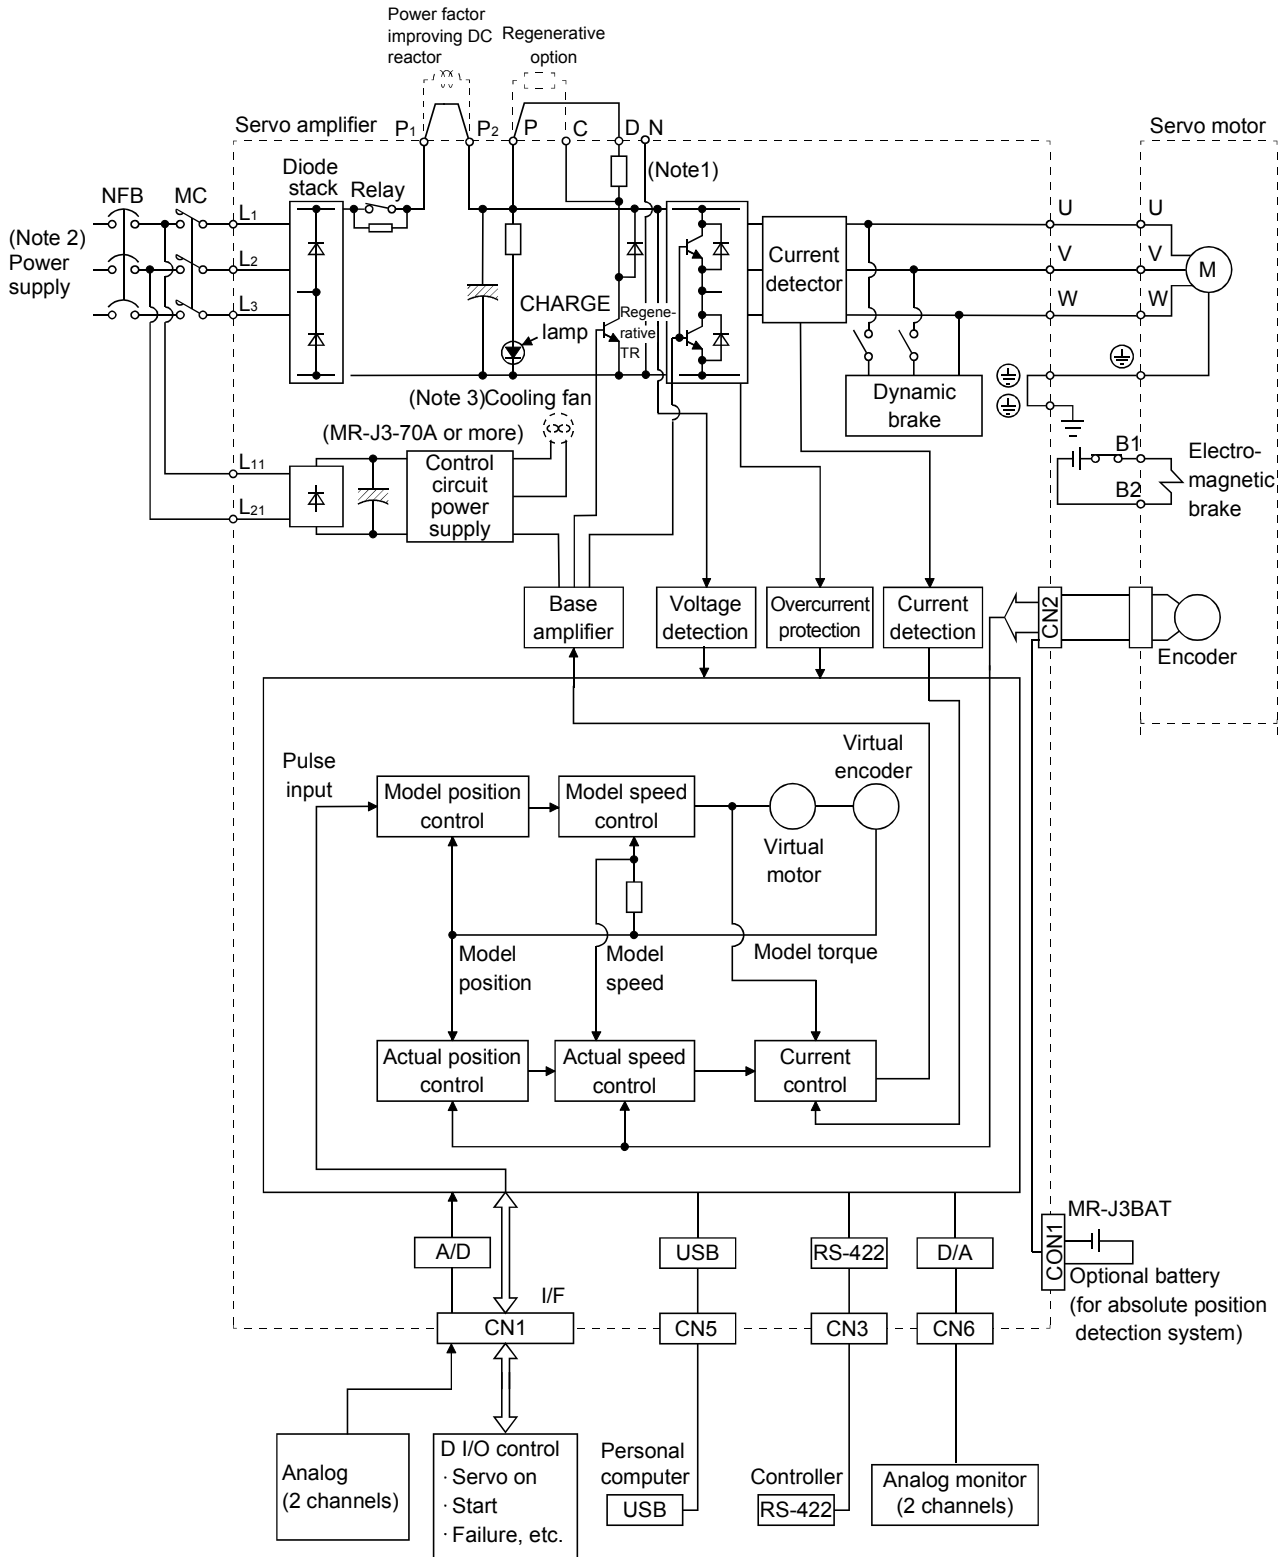 Power factor
improving DC
reactor
Regenerative
option
Servo amplifier
P1
P2
P
C
D
N
Servo motor
Diode
stack
Relay
(Note1)
NFB
MC
L1
L2
L3
(Note 2)
Power
supply
Current
detector
U
V
W
U
V
W
M
CHARGE
lamp
Regene-
rative
TR
Dynamic
brake
(Note 3)Cooling fan
(MR-J3-70A or more)
L11
L21
Control
circuit
power
supply
B1
B2
Electro-
magnetic
brake
Base
amplifier
Voltage
detection
Overcurrent
protection
Current
detection
CN2
Encoder
Pulse
input
Model position
control
Model speed
control
Virtual
encoder
Virtual
motor
Model
position
Model
speed
Model torque
Actual position
control
Actual speed
control
Current
control
A/D
USB
RS-422
D/A
I/F
CN1
CN5
CN3
CN6
CON1
MR-J3BAT
Optional battery
(for absolute position
detection system)
Analog
(2 channels)
D I/O control
· Servo on
· Start
· Failure, etc.
Personal
computer
USB
Controller
RS-422
Analog monitor
(2 channels)